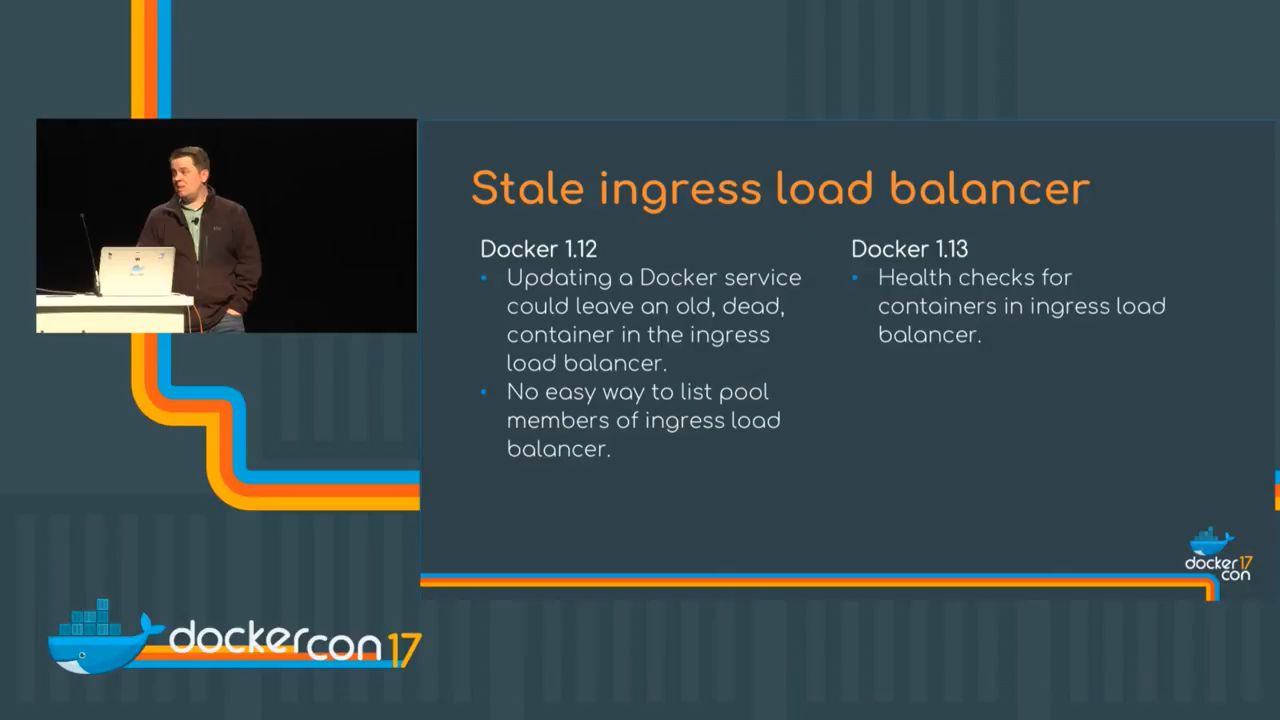 Stale ingress load balancer
Docker 1.12
• Updating a Docker service
could leave an old, dead,
container in the ingress
load balancer.
• No easy way to list pool
members of ingress load
balancer.
Docker 1.13
• Health checks for
containers in ingress load
balancer.
docker 17
con
dockercon 17